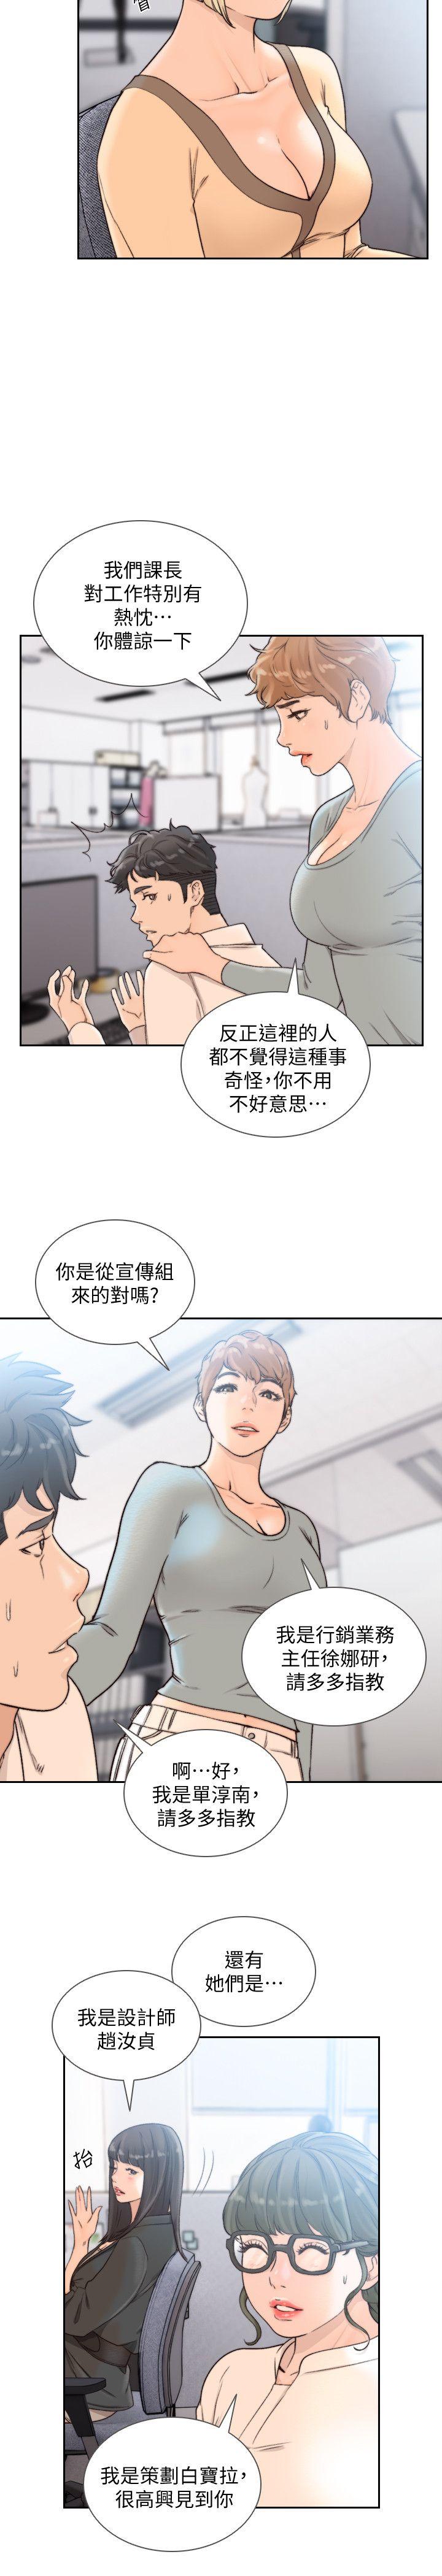 我們課長
對工作特別有
熱忱…
你體諒一下
反正這裡的人
都不覺得這種事
奇怪，你不用
不好意思…
你是從宣傳組
來的對嗎?
我是行銷業務
主任徐娜研，
請多多指教
啊…好，
我是單淳南，
請多多指教
還有
她們是…
我是設計師
趙汝貞
抬
我是策劃白寶拉，
很高興見到你